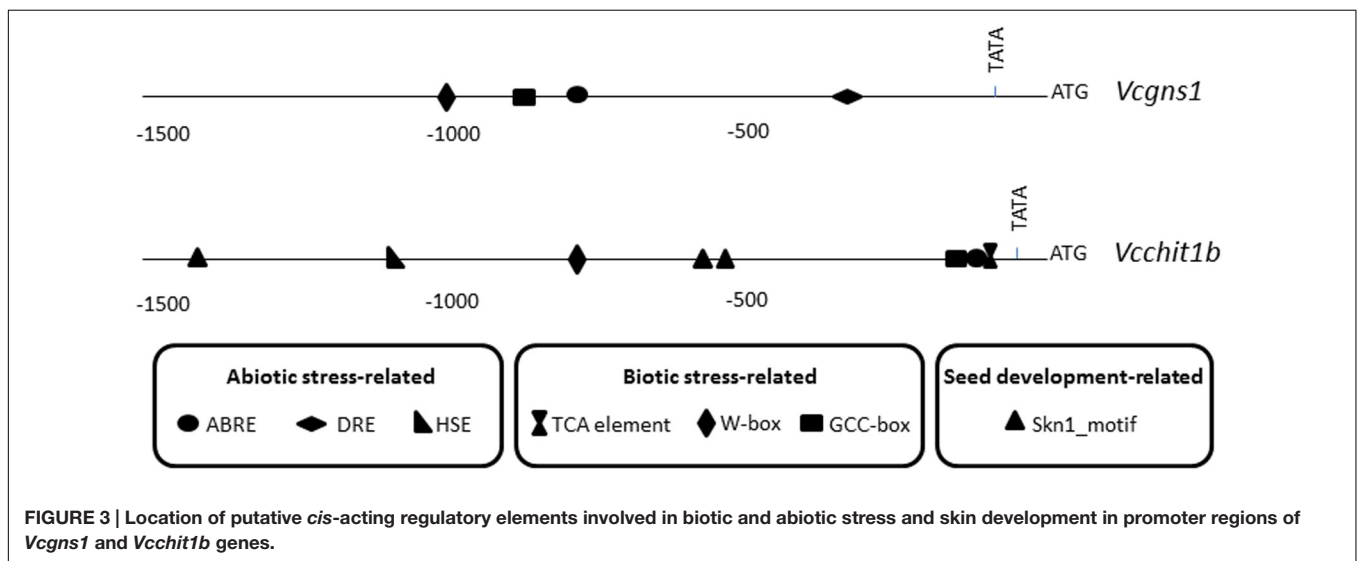 TATA
ATG Vcgns1
-1500 -1000 -500
TATA
ATG Vcchit1b
-1500 -1000 -500
Abiotic stress-related
ABRE DRE HSE
Biotic stress-related
TCA element W-box GCC-box
Seed development-related
Skn1_motif
FIGURE 3 | Location of putative cis-acting regulatory elements involved in biotic and abiotic stress and skin development in promoter regions of
Vcgns1 and Vcchit1b genes.